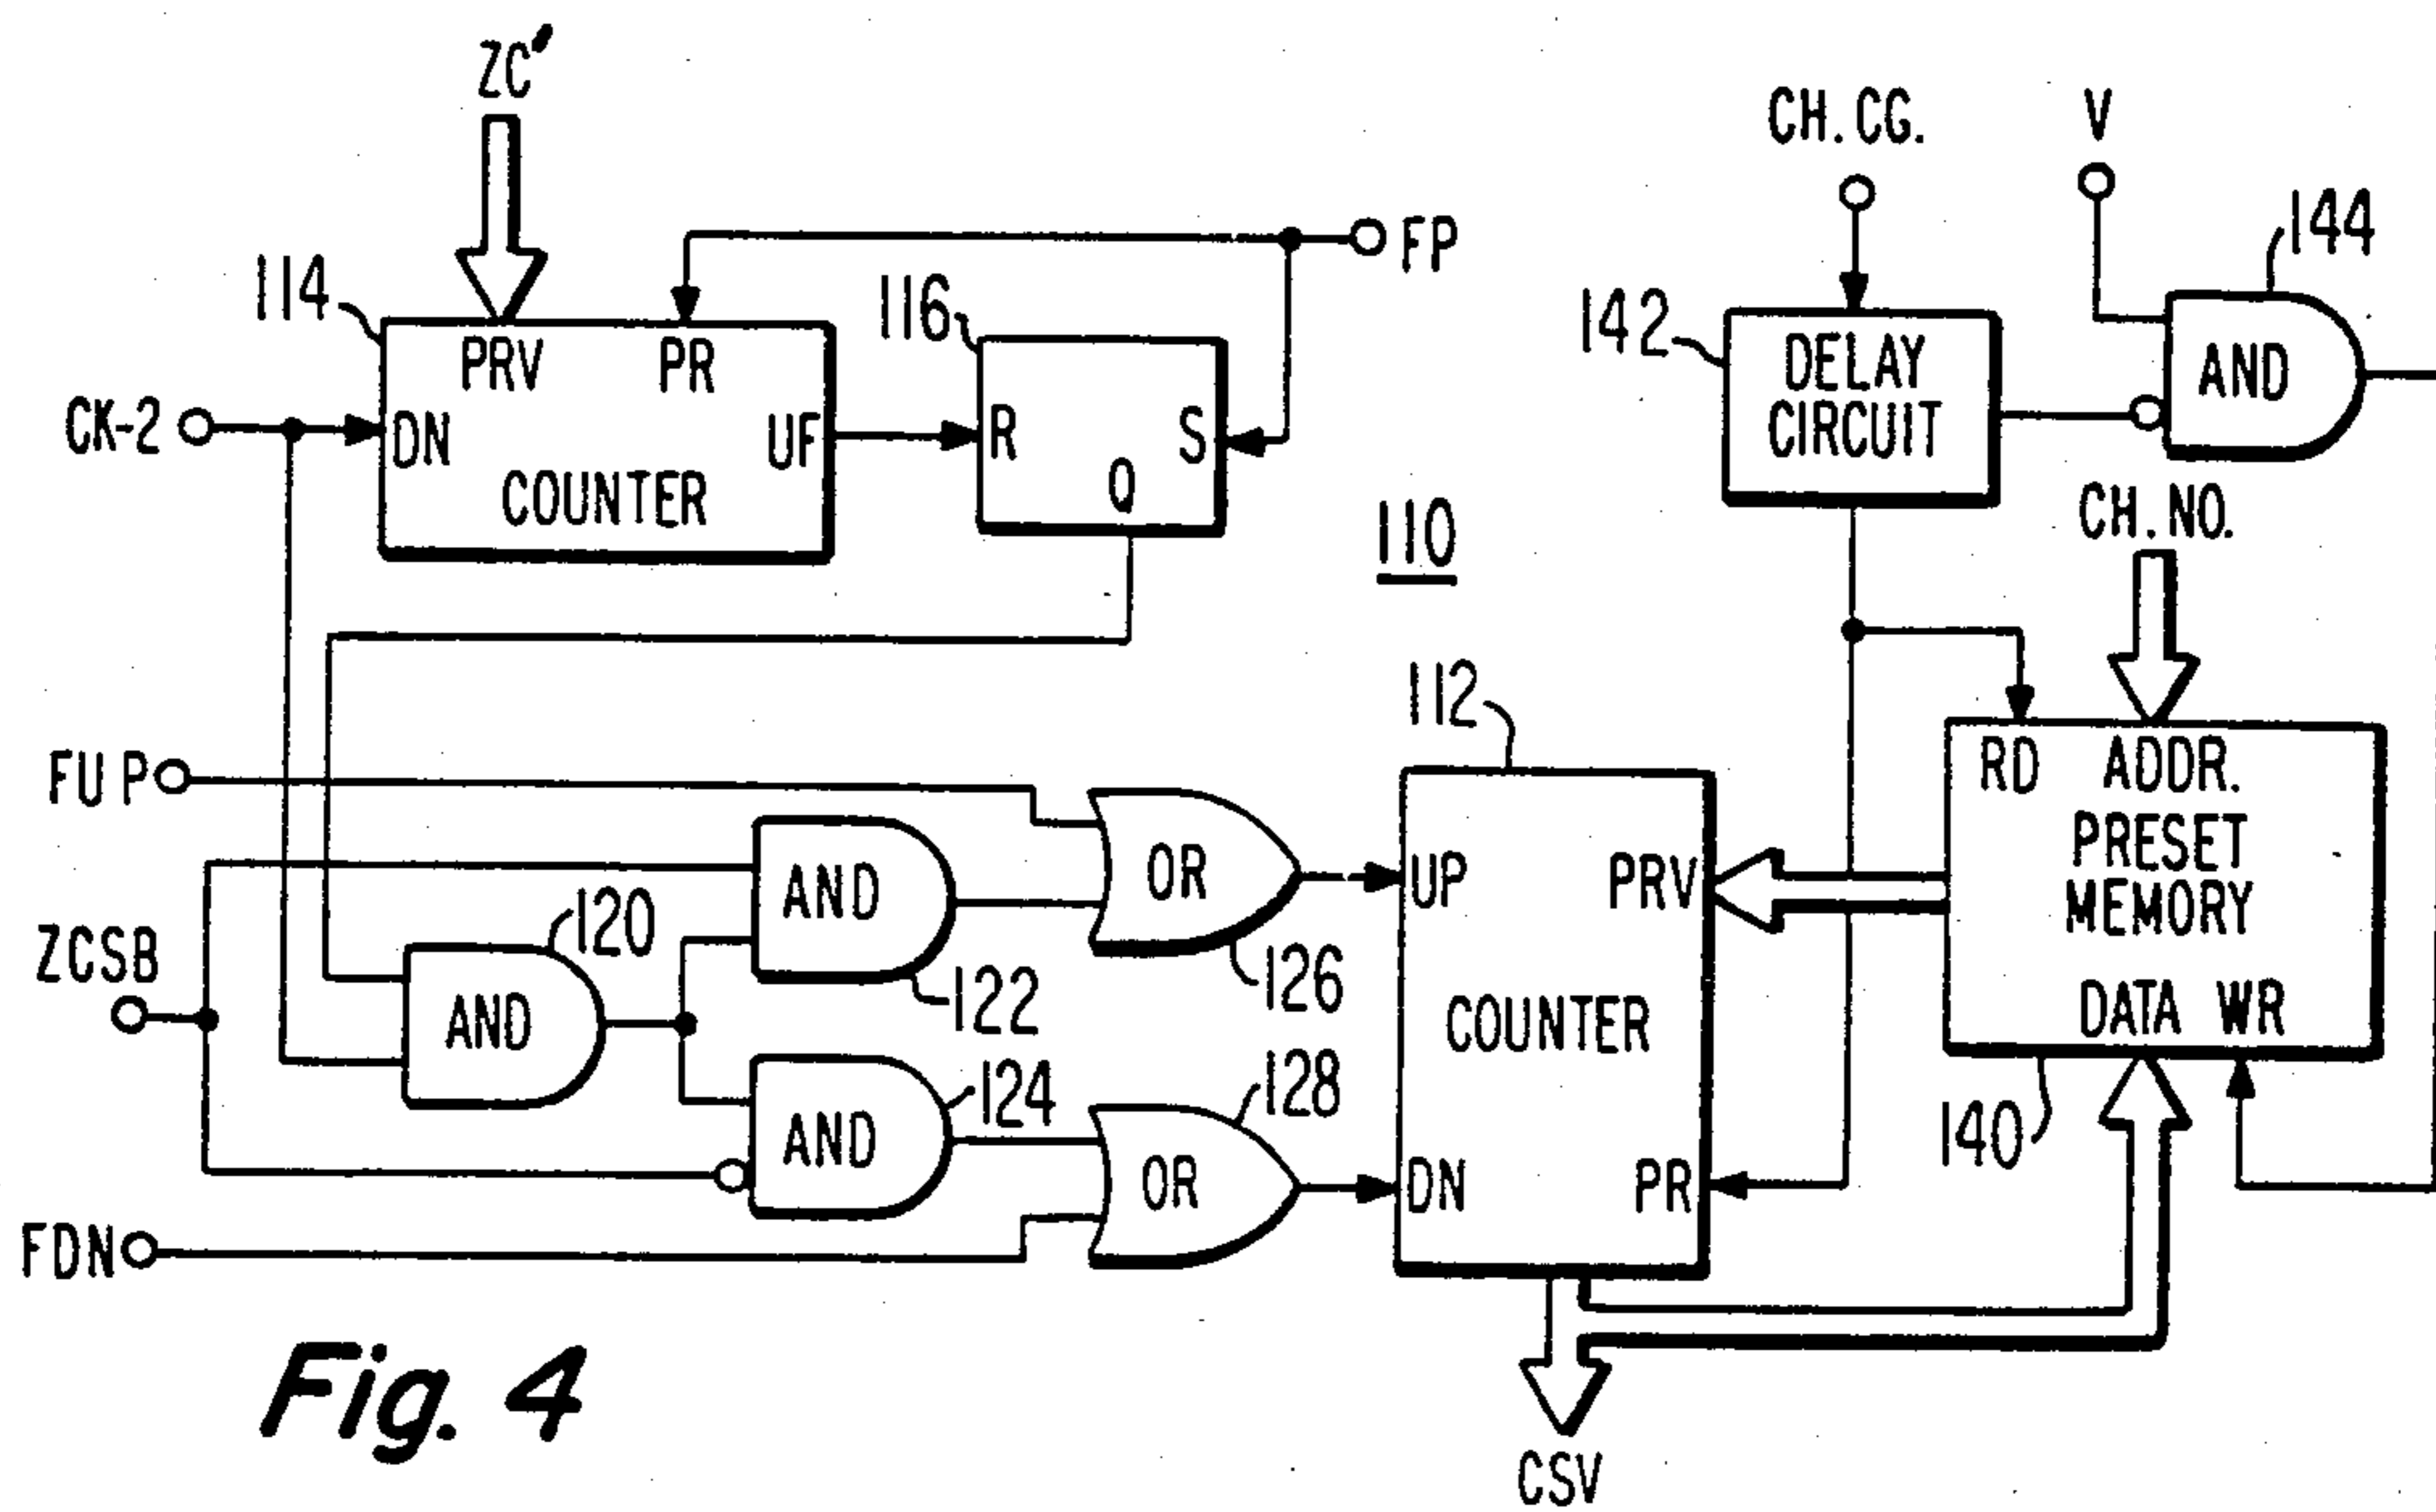 ZC'
CH. CG.
V
144
FP
114
116
142
PRV PR
DELAY
CIRCUIT
AND
CK-2
DN
UF
R
S
Q
COUNTER
110
CH. NO.
112
FUP
RD ADDR.
PRESET
MEMORY
DATA WR
AND
OR
UP
PRV
120
ZCSB
122
126
AND
COUNTER
124
128
140
AND
OR
DN
PR
FDN
Fig. 4
CSV